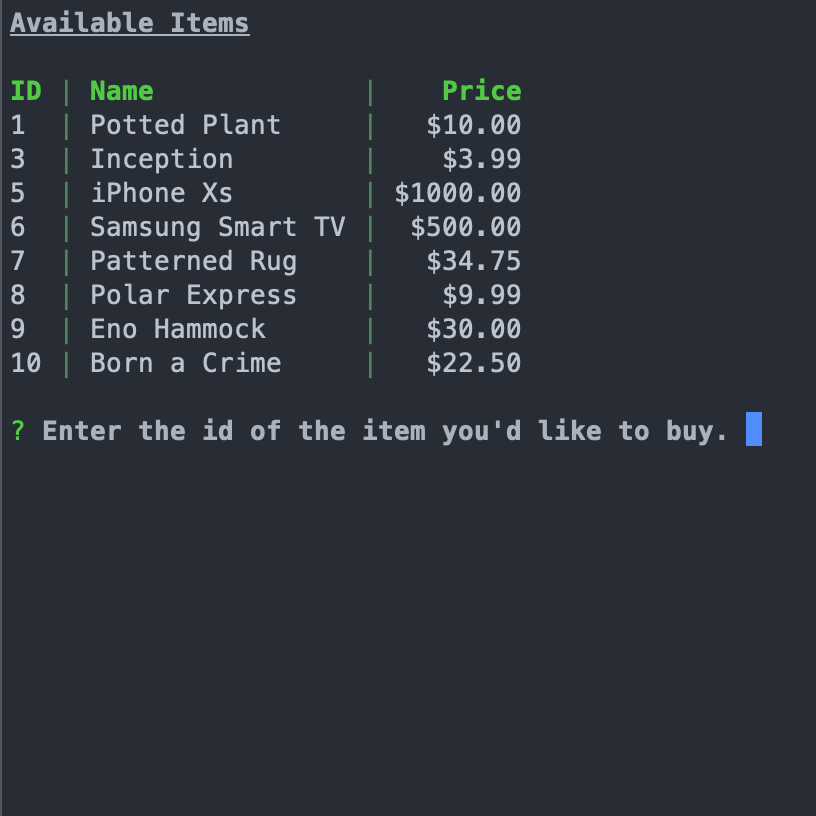 Available Items
ID | Name | Price
1 | Potted Plant | $10.00
3 | Inception | $3.99
5 | iPhone Xs | $1000.00
6 | Samsung Smart TV | $500.00
7 | Patterned Rug | $34.75
8 | Polar Express | $9.99
9 | Eno Hammock | $30.00
10 | Born a Crime | $22.50
? Enter the id of the item you'd like to buy.